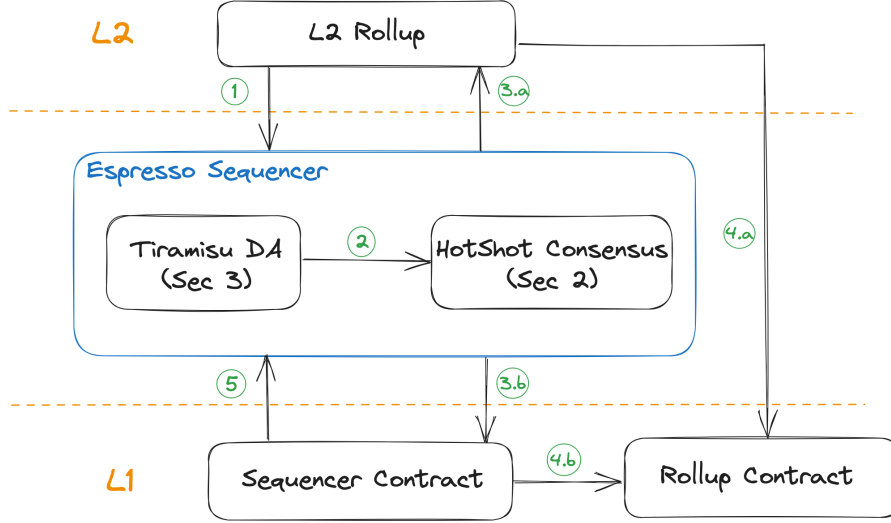 L2
L2 Rollup
1
3.a
Espresso Sequencer
Tiramisu DA
(Sec 3)
2
HotShot Consensus
(Sec 2)
4.a
5
3.b
L1
Sequencer Contract
4.b
Rollup Contract